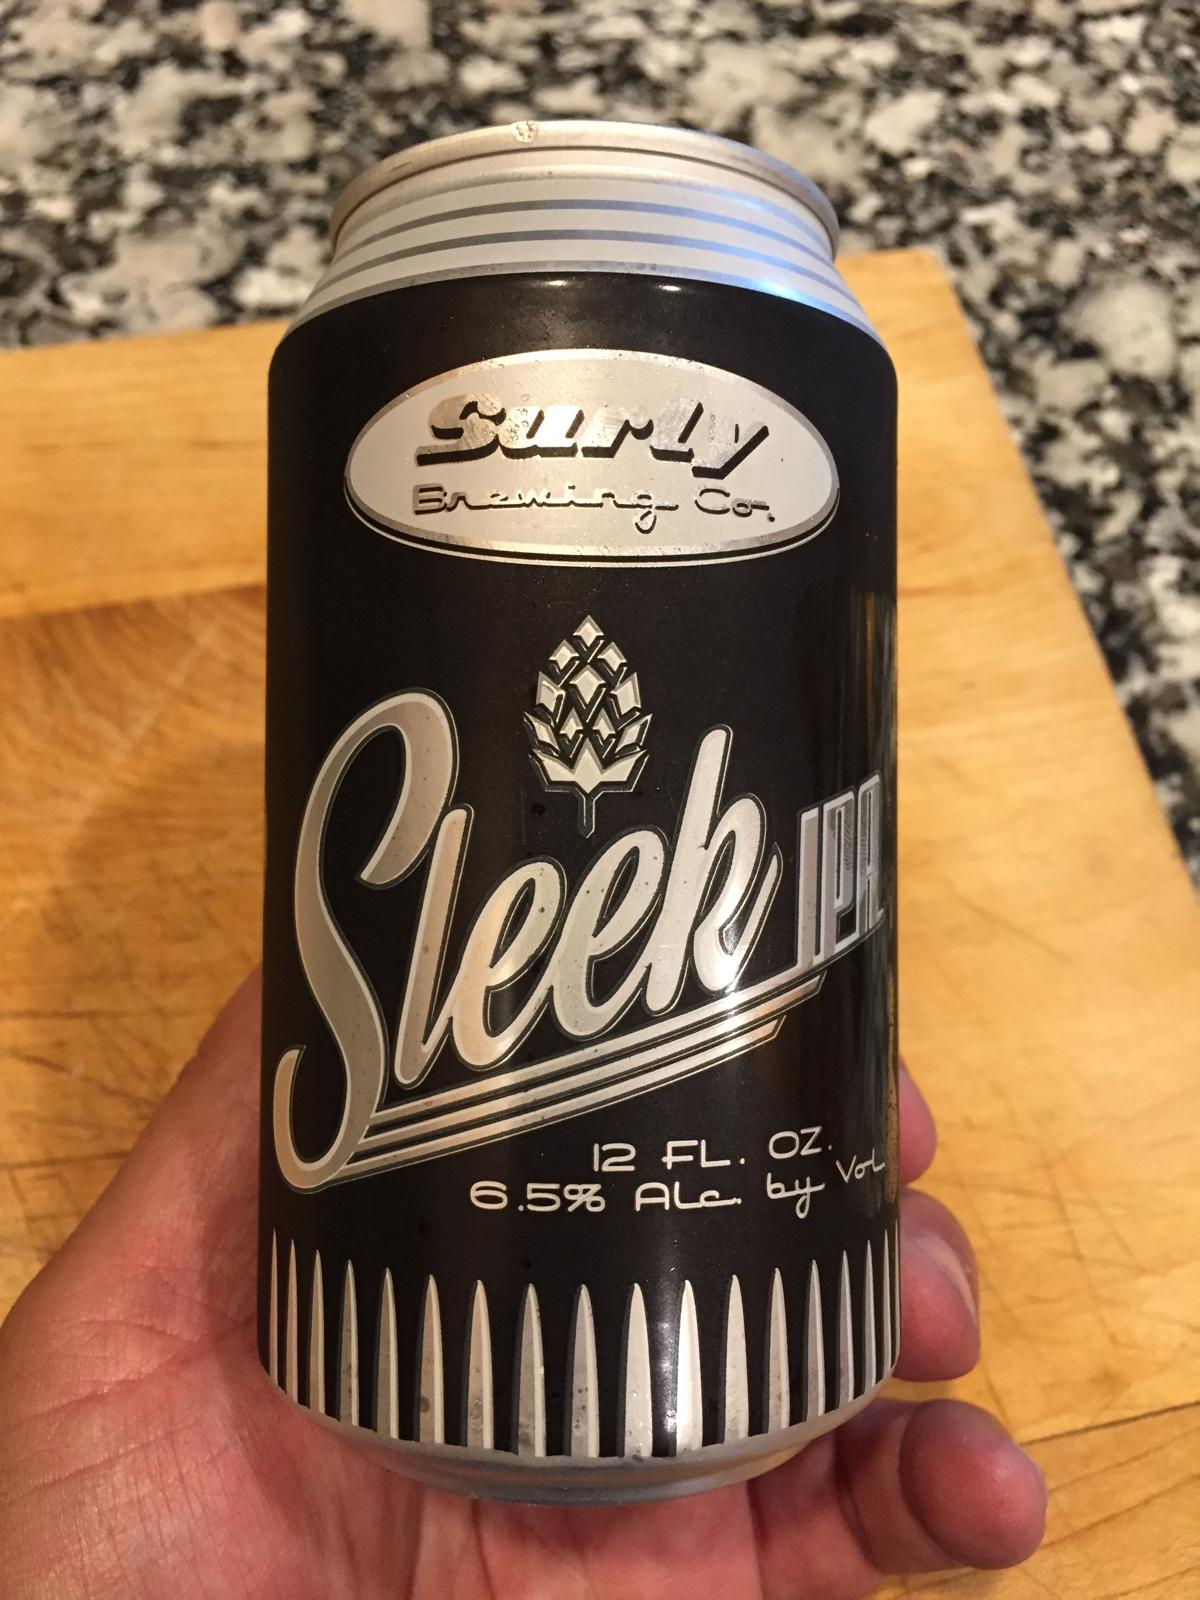 Surly
Brewing Co.
Sleek IPA
12 FL. OZ.
6.5% Alc. by Vol.